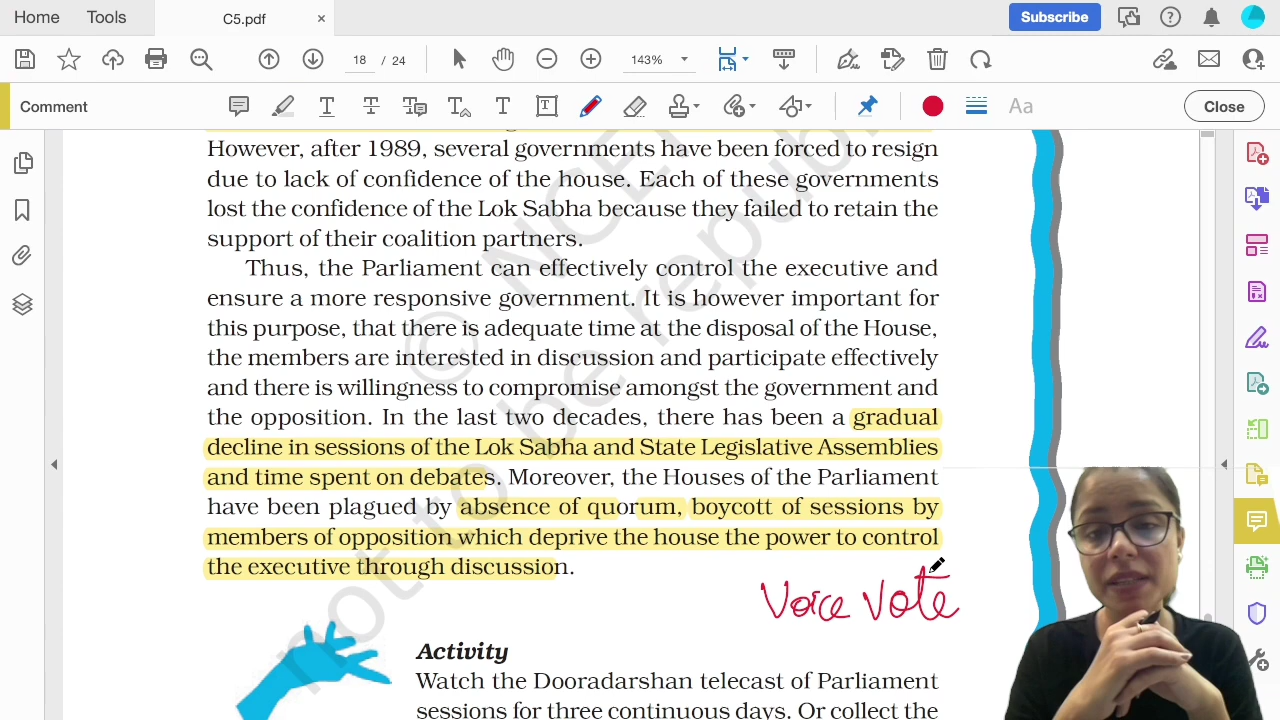 Home Tools C5.pdf × Subscribe
18 / 24 143%
Comment Close
However, after 1989, several governments have been forced to resign
due to lack of confidence of the house. Each of these governments
lost the confidence of the Lok Sabha because they failed to retain the
support of their coalition partners.
Thus, the Parliament can effectively control the executive and
ensure a more responsive government. It is however important for
this purpose, that there is adequate time at the disposal of the House,
the members are interested in discussion and participate effectively
and there is willingness to compromise amongst the government and
the opposition. In the last two decades, there has been a gradual
decline in sessions of the Lok Sabha and State Legislative Assemblies
and time spent on debates. Moreover, the Houses of the Parliament
have been plagued by absence of quorum, boycott of sessions by
members of opposition which deprive the house the power to control
the executive through discussion.
Voice Vote
Activity
Watch the Dooradarshan telecast of Parliament
sessions for three continuous days. Or collect the
© NCERT
not to be republ